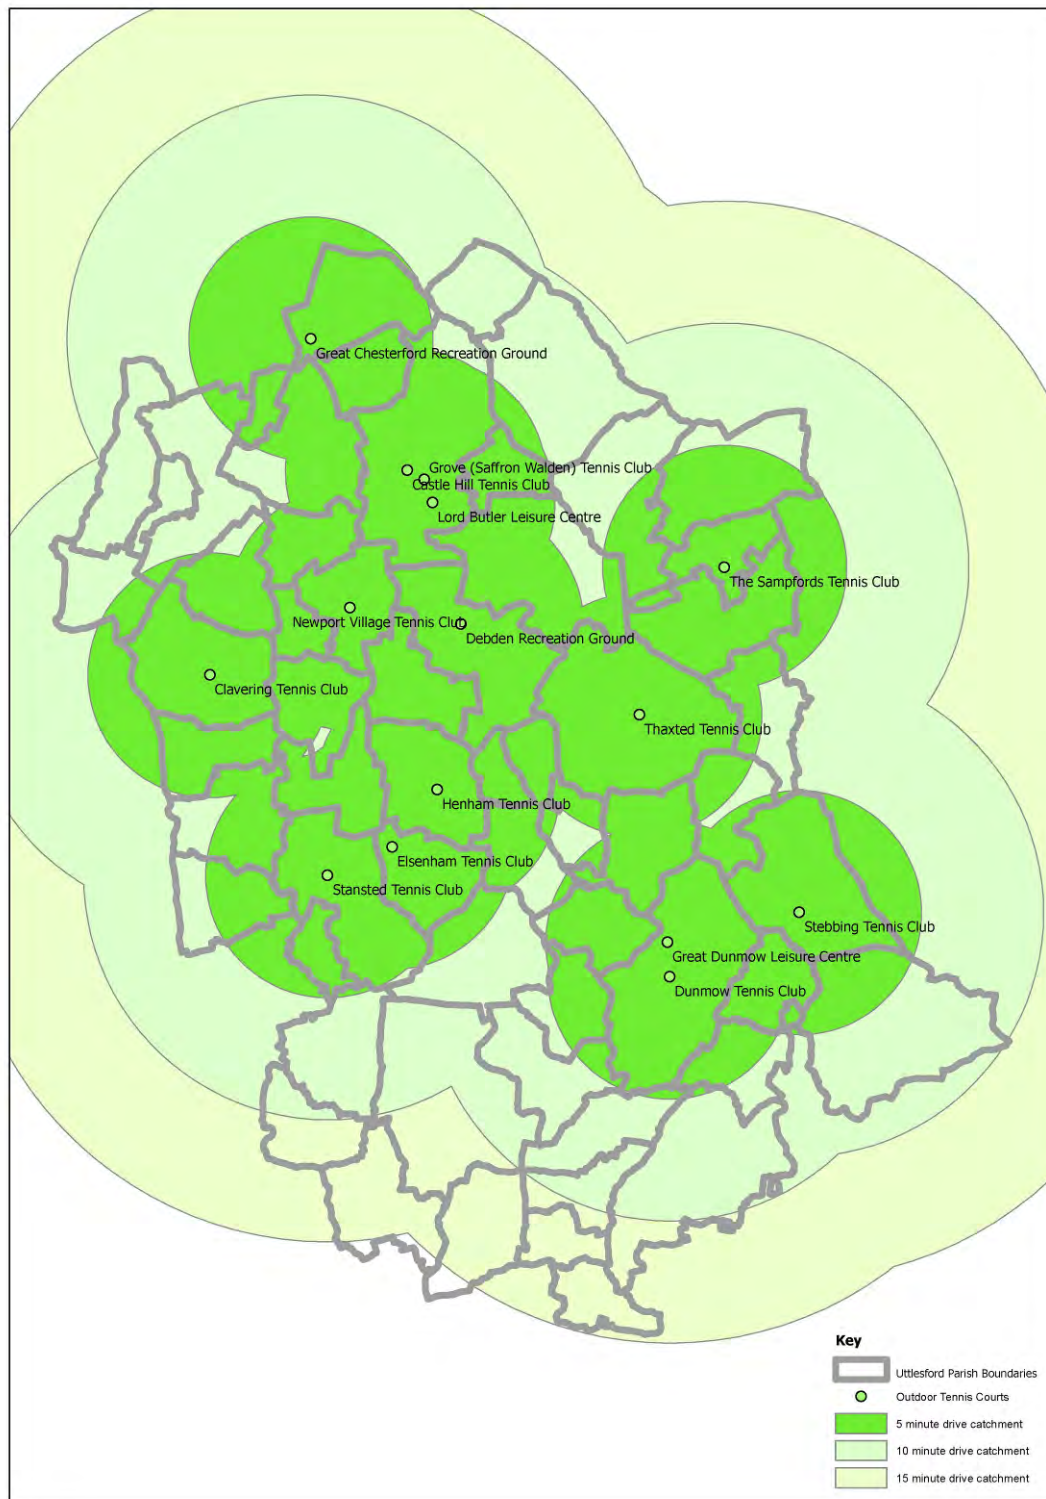 Great Chesterford Recreation Ground
Grove (Saffron Walden) Tennis Club
Castle Hill Tennis Club
Lord Butler Leisure Centre
The Sampfords Tennis Club
Newport Village Tennis Club
Debden Recreation Ground
Clavering Tennis Club
Thaxted Tennis Club
Henham Tennis Club
Elsenham Tennis Club
Stansted Tennis Club
Stebbing Tennis Club
Great Dunmow Leisure Centre
Dunmow Tennis Club
Key
Uttlesford Parish Boundaries
Outdoor Tennis Courts
5 minute drive catchment
10 minute drive catchment
15 minute drive catchment